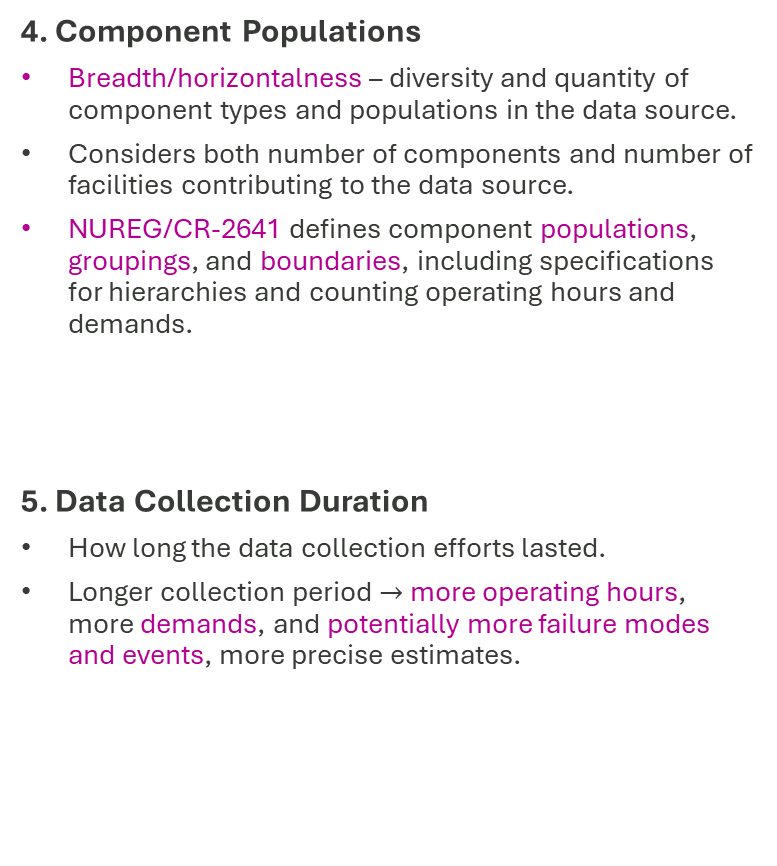 4. Component Populations
• Breadth/horizontalness – diversity and quantity of
component types and populations in the data source.
• Considers both number of components and number of
facilities contributing to the data source.
• NUREG/CR-2641 defines component populations,
groupings, and boundaries, including specifications
for hierarchies and counting operating hours and
demands.
5. Data Collection Duration
• How long the data collection efforts lasted.
• Longer collection period → more operating hours,
more demands, and potentially more failure modes
and events, more precise estimates.